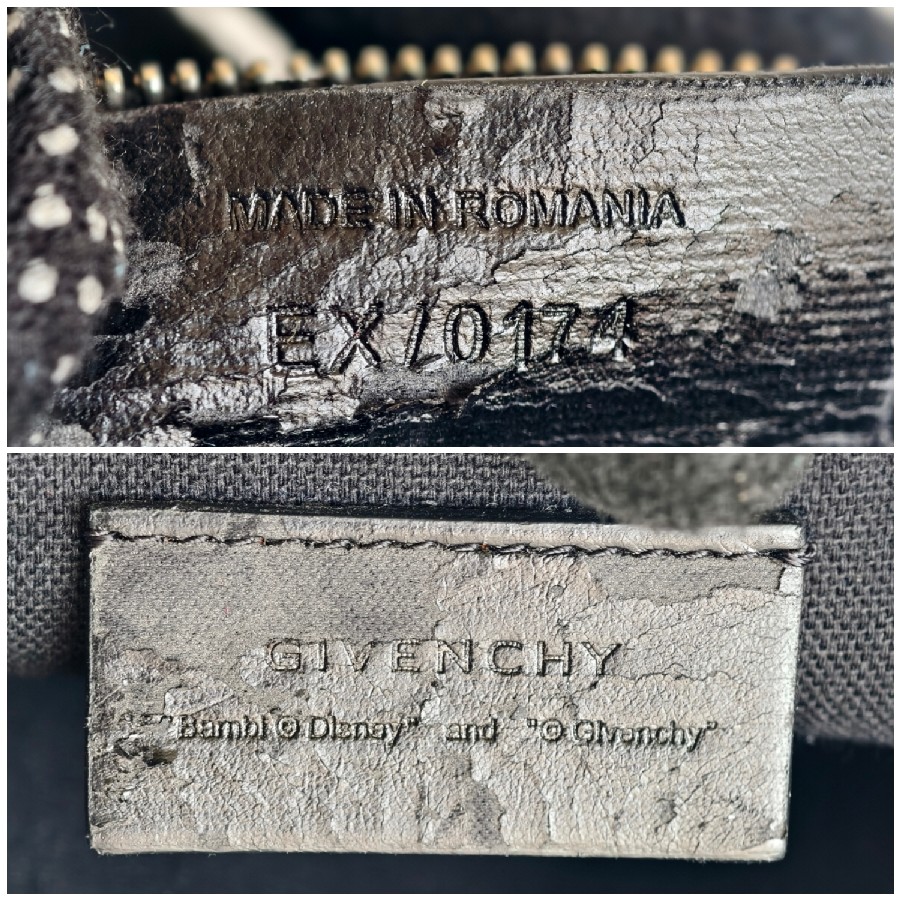 MADE IN ROMANIA
EX/0174
GIVENCHY
"Bambi © Disney" and "© Givenchy"